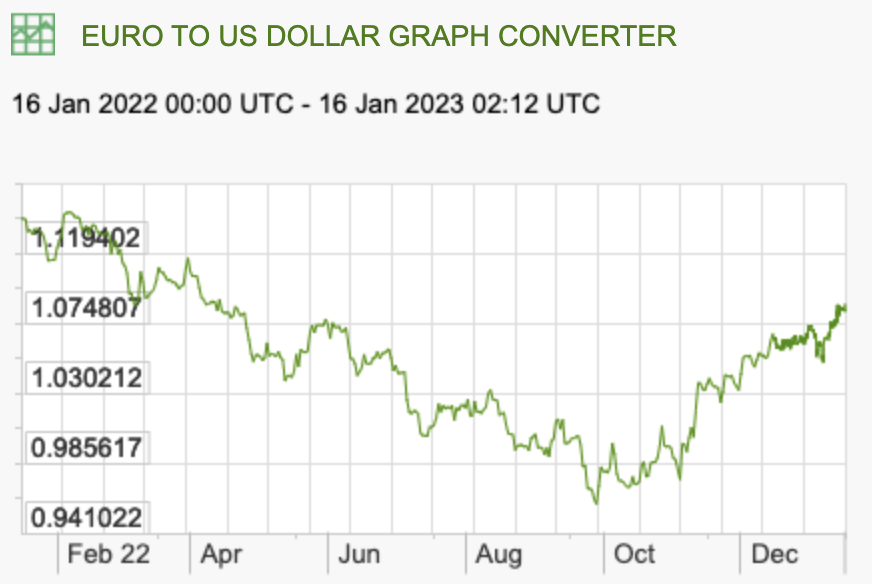 EURO TO US DOLLAR GRAPH CONVERTER
16 Jan 2022 00:00 UTC - 16 Jan 2023 02:12 UTC
1.119402
1.074807
1.030212
0.985617
0.941022
Feb 22 Apr Jun Aug Oct Dec